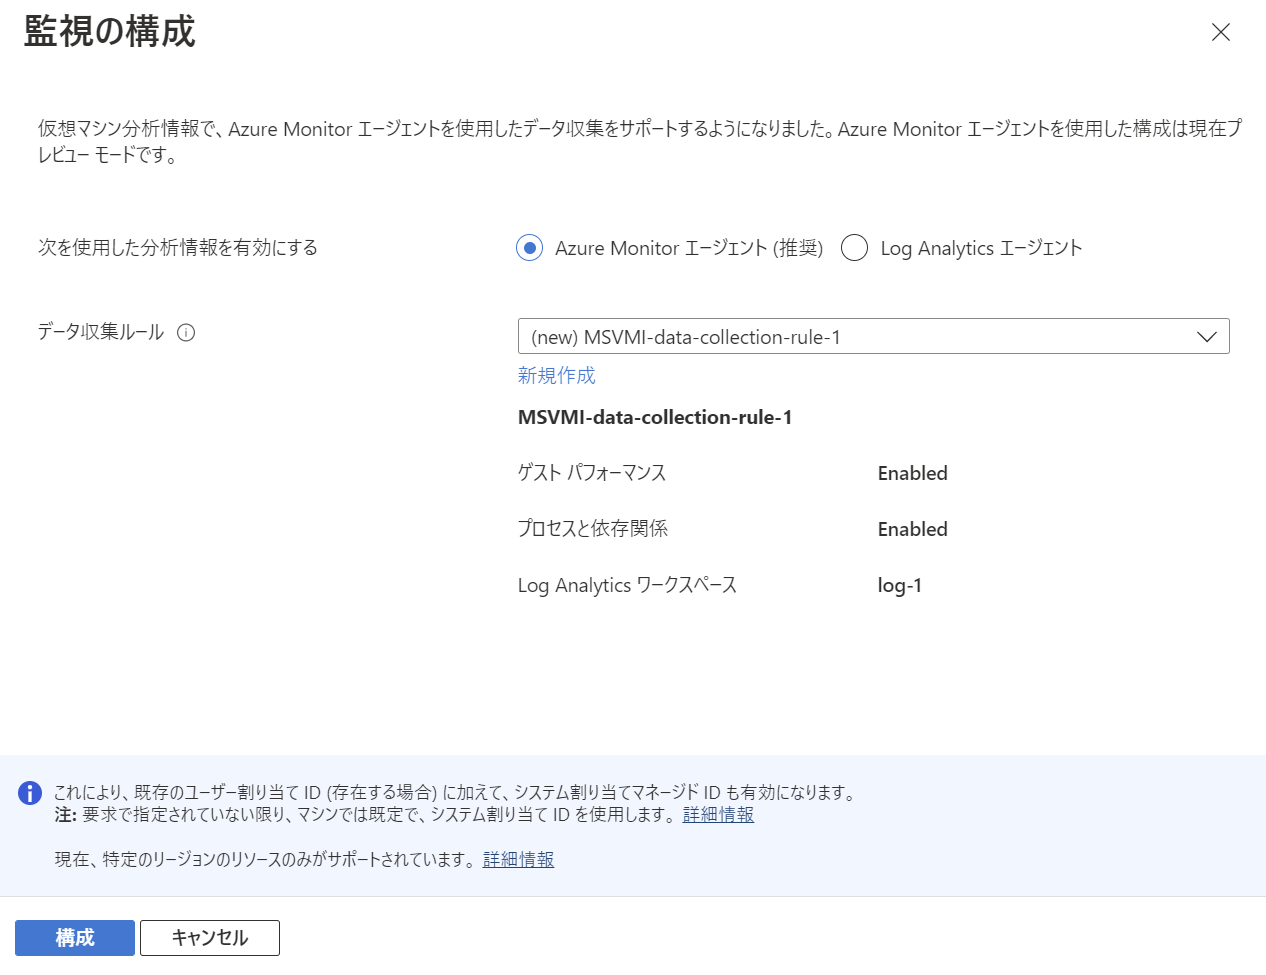 監視の構成
仮想マシン分析情報で、Azure Monitor エージェントを使用したデータ収集をサポートするようになりました。Azure Monitor エージェントを使用した構成は現在プ
レビュー モードです。
次を使用した分析情報を有効にする
Azure Monitor エージェント (推奨)
Log Analytics エージェント
データ収集ルール
(new) MSVMI-data-collection-rule-1
新規作成
MSVMI-data-collection-rule-1
ゲスト パフォーマンス Enabled
プロセスと依存関係 Enabled
Log Analytics ワークスペース log-1
これにより、既存のユーザー割り当て ID (存在する場合) に加えて、システム割り当てマネージド ID も有効になります。
注: 要求で指定されていない限り、マシンでは既定で、システム割り当て ID を使用します。 詳細情報
現在、特定のリージョンのリソースのみがサポートされています。 詳細情報
構成
キャンセル